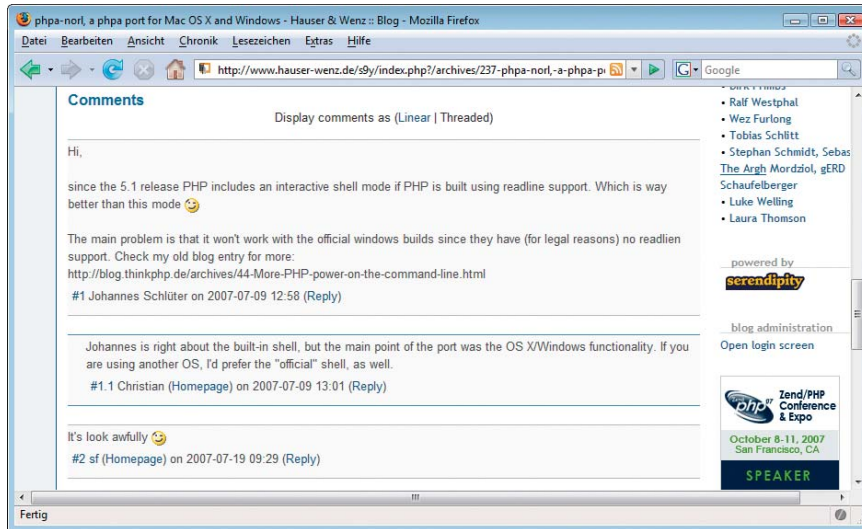 phpa-norl, a phpa port for Mac OS X and Windows - Hauser & Wenz :: Blog - Mozilla Firefox
Datei Bearbeiten Ansicht Chronik Lesezeichen Extras Hilfe
http://www.hauser-wenz.de/s9y/index.php?/archives/237-phpa-norl,-a-phpa-p
G Google
Comments
Display comments as (Linear | Threaded)
Hi,
since the 5.1 release PHP includes an interactive shell mode if PHP is built using readline support. Which is way
better than this mode
The main problem is that it won't work with the official windows builds since they have (for legal reasons) no readlien
support. Check my old blog entry for more:
http://blog.thinkphp.de/archives/44-More-PHP-power-on-the-command-line.html
#1 Johannes Schlüter on 2007-07-09 12:58 (Reply)
Johannes is right about the built-in shell, but the main point of the port was the OS X/Windows functionality. If you
are using another OS, I'd prefer the "official" shell, as well.
#1.1 Christian (Homepage) on 2007-07-09 13:01 (Reply)
It's look awfully
#2 sf (Homepage) on 2007-07-19 09:29 (Reply)
• Ralf Westphal
• Wez Furlong
• Tobias Schlitt
• Stephan Schmidt, Sebas
The Argh Mordziol, gERD
Schaufelberger
• Luke Welling
• Laura Thomson
powered by
serendipity
blog administration
Open login screen
php 07
Zend/PHP
Conference
& Expo
October 8-11, 2007
San Francisco, CA
SPEAKER
Fertig